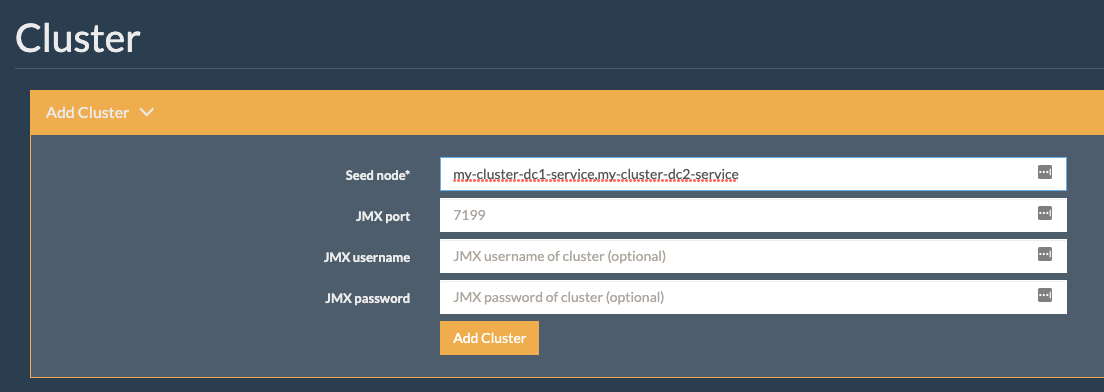 Cluster
Add Cluster
Seed node* my-cluster-dc1-service,my-cluster-dc2-service
JMX port 7199
JMX username JMX username of cluster (optional)
JMX password JMX password of cluster (optional)
Add Cluster